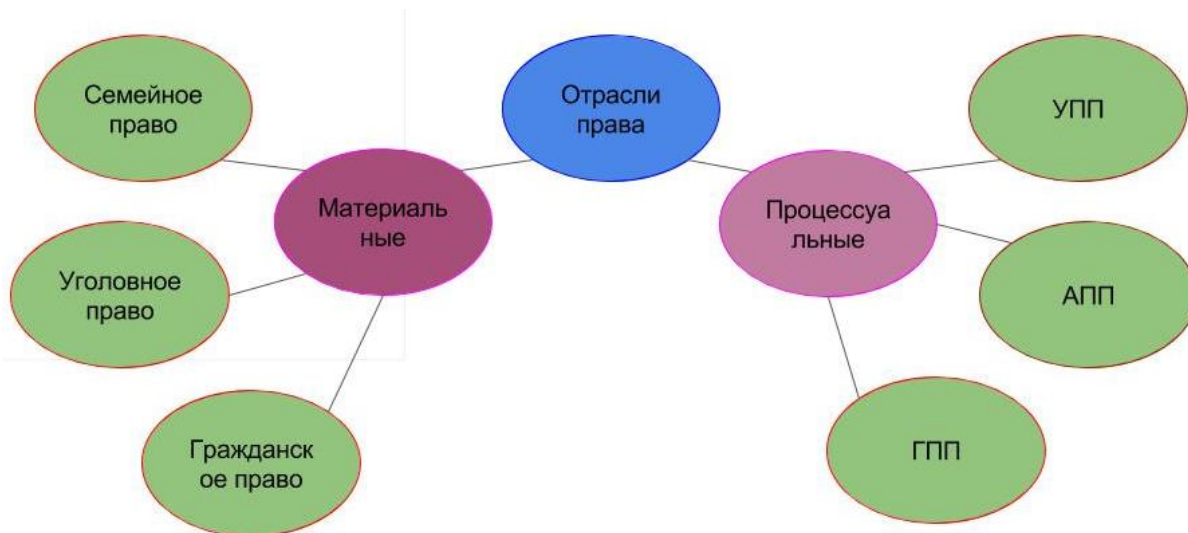 Семейное
право
Отрасли
права
УПП
Материаль
ные
Процессуа
льные
Уголовное
право
АПП
Гражданск
ое право
ГПП